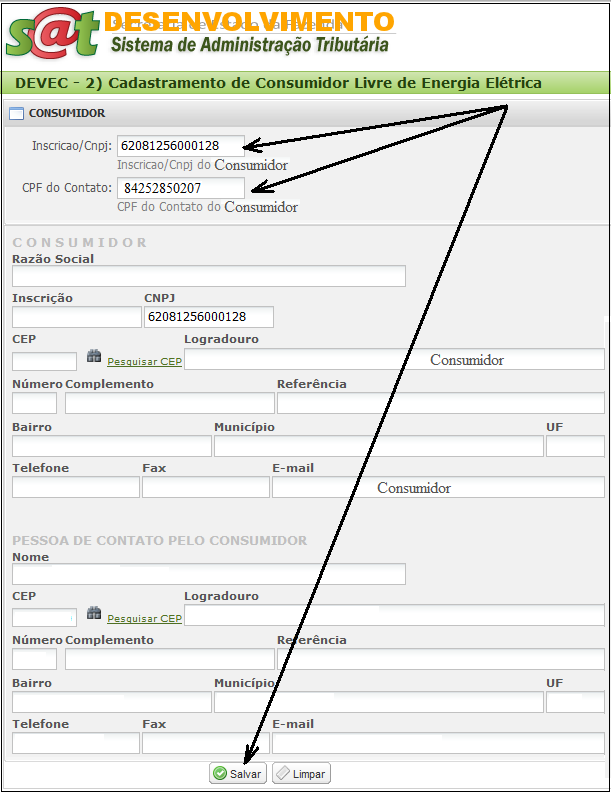 s@t DESENVOLVIMENTO
Sistema de Administração Tributária
DEVEC - 2) Cadastramento de Consumidor Livre de Energia Elétrica
CONSUMIDOR
Inscricao/Cnpj: 62081256000128
Inscricao/Cnpj do Consumidor
CPF do Contato: 84252850207
CPF do Contato do Consumidor
CONSUMIDOR
Razão Social
Inscrição CNPJ
62081256000128
CEP Logradouro
Pesquisar CEP Consumidor
Número Complemento Referência
Bairro Município UF
Telefone Fax E-mail
Consumidor
PESSOA DE CONTATO PELO CONSUMIDOR
Nome
CEP Logradouro
Pesquisar CEP
Número Complemento Referência
Bairro Município UF
Telefone Fax E-mail
Salvar Limpar